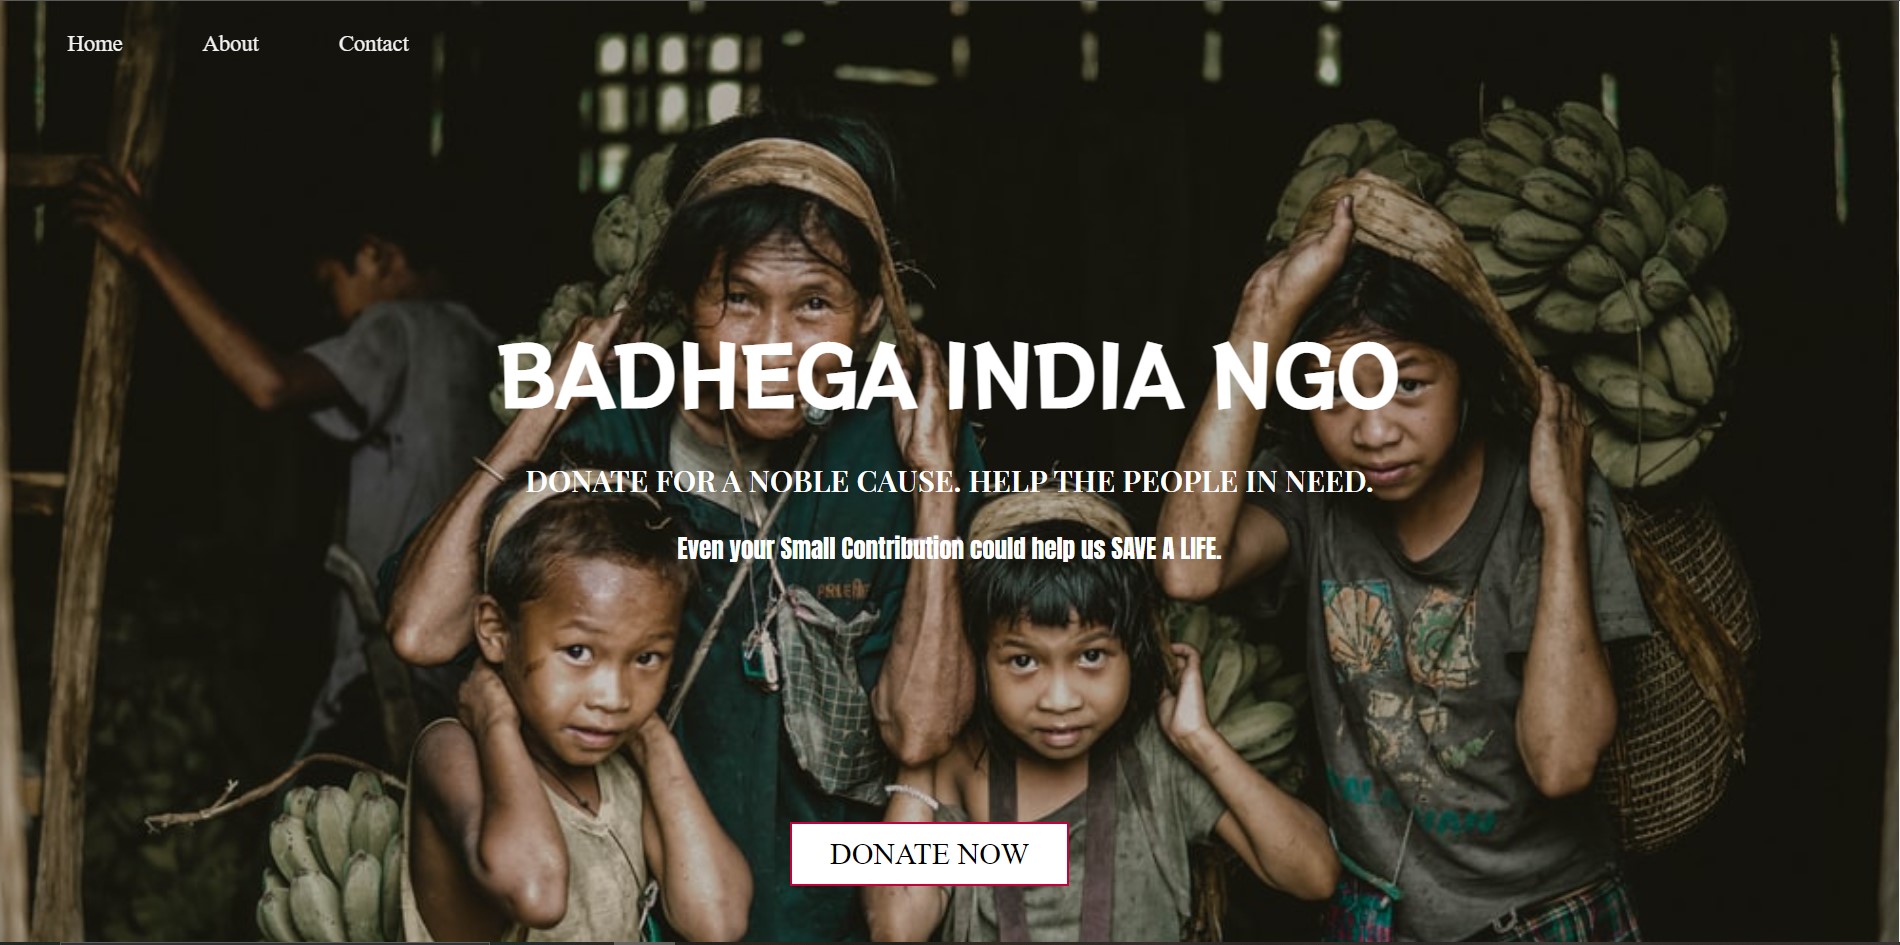 Home About Contact
BADHEGA INDIA NGO
DONATE FOR A NOBLE CAUSE. HELP THE PEOPLE IN NEED.
Even your Small Contribution could help us SAVE A LIFE.
DONATE NOW